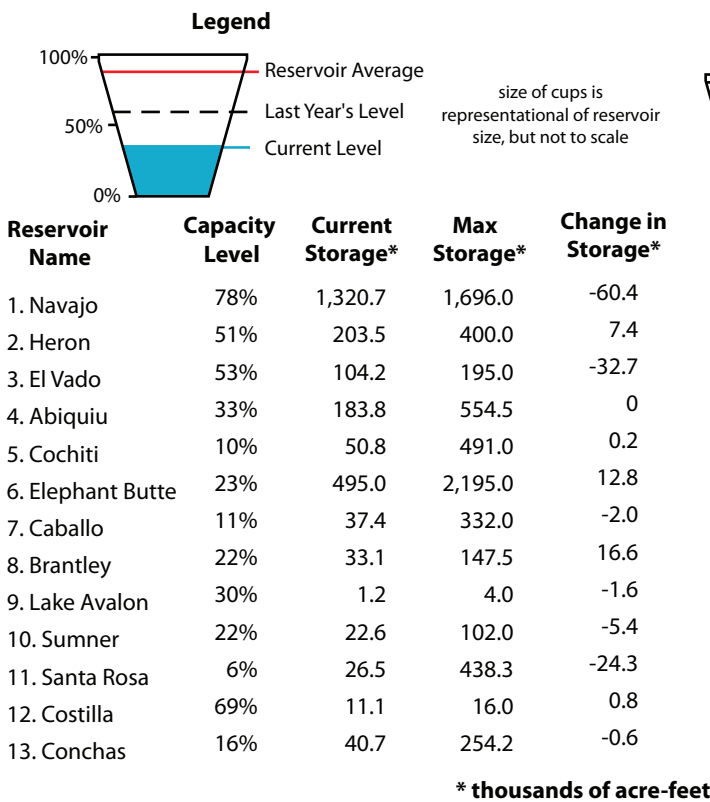 Legend
100%
Reservoir Average
Last Year's Level
50%
Current Level
0%
size of cups is
representational of reservoir
size, but not to scale
Reservoir Name Capacity Level Current Storage* Max Storage* Change in Storage*
1. Navajo 78% 1,320.7 1,696.0 -60.4
2. Heron 51% 203.5 400.0 7.4
3. El Vado 53% 104.2 195.0 -32.7
4. Abiquiu 33% 183.8 554.5 0
5. Cochiti 10% 50.8 491.0 0.2
6. Elephant Butte 23% 495.0 2,195.0 12.8
7. Caballo 11% 37.4 332.0 -2.0
8. Brantley 22% 33.1 147.5 16.6
9. Lake Avalon 30% 1.2 4.0 -1.6
10. Sumner 22% 22.6 102.0 -5.4
11. Santa Rosa 6% 26.5 438.3 -24.3
12. Costilla 69% 11.1 16.0 0.8
13. Conchas 16% 40.7 254.2 -0.6
* thousands of acre-feet